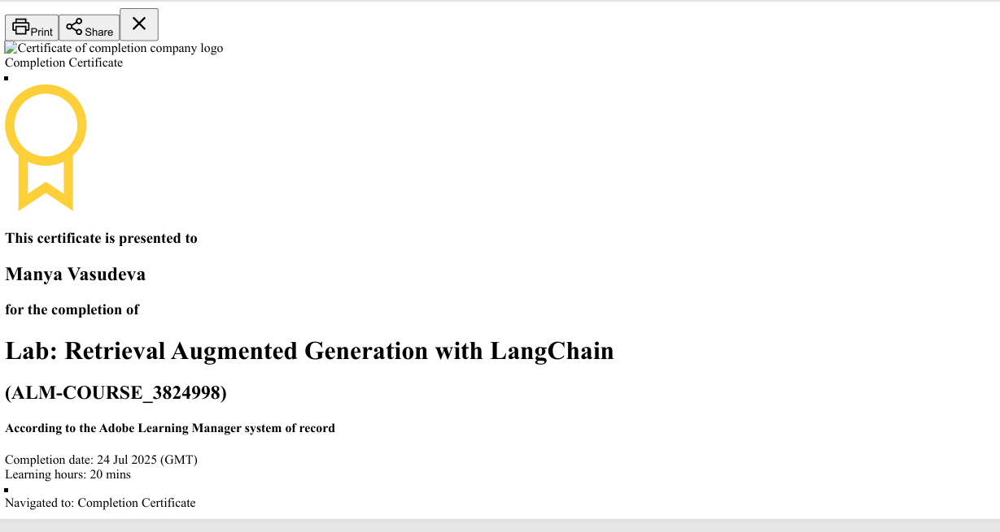 Print Share
Certificate of completion company logo
Completion Certificate
This certificate is presented to
Manya Vasudeva
for the completion of
Lab: Retrieval Augmented Generation with LangChain
(ALM-COURSE_3824998)
According to the Adobe Learning Manager system of record
Completion date: 24 Jul 2025 (GMT)
Learning hours: 20 mins
Navigated to: Completion Certificate